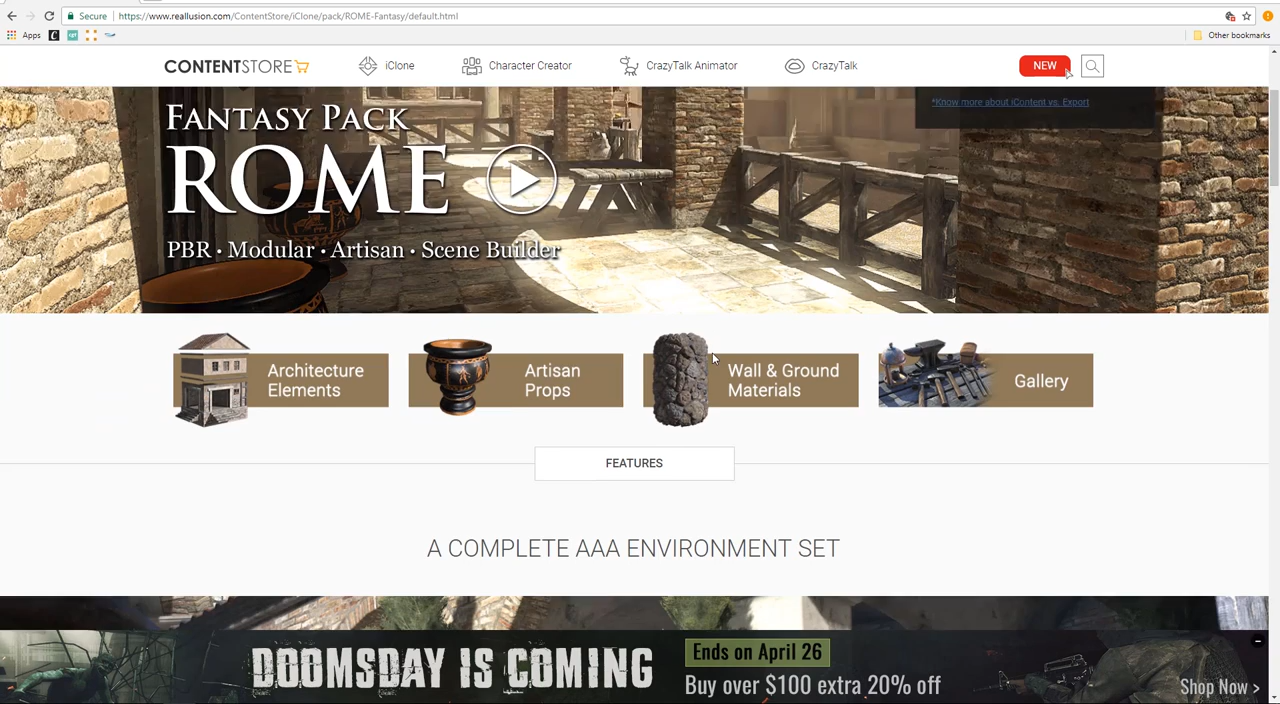 Secure https://www.reallusion.com/ContentStore/iClone/pack/ROME-Fantasy/default.html
Apps Other bookmarks
CONTENTSTORE iClone Character Creator CrazyTalk Animator CrazyTalk NEW
*Know more about iContent vs. Export
FANTASY PACK
ROME
PBR • Modular • Artisan • Scene Builder
Architecture
Elements
Artisan
Props
Wall & Ground
Materials
Gallery
FEATURES
A COMPLETE AAA ENVIRONMENT SET
DOOMSDAY IS COMING
Ends on April 26
Buy over $100 extra 20% off
Shop Now >